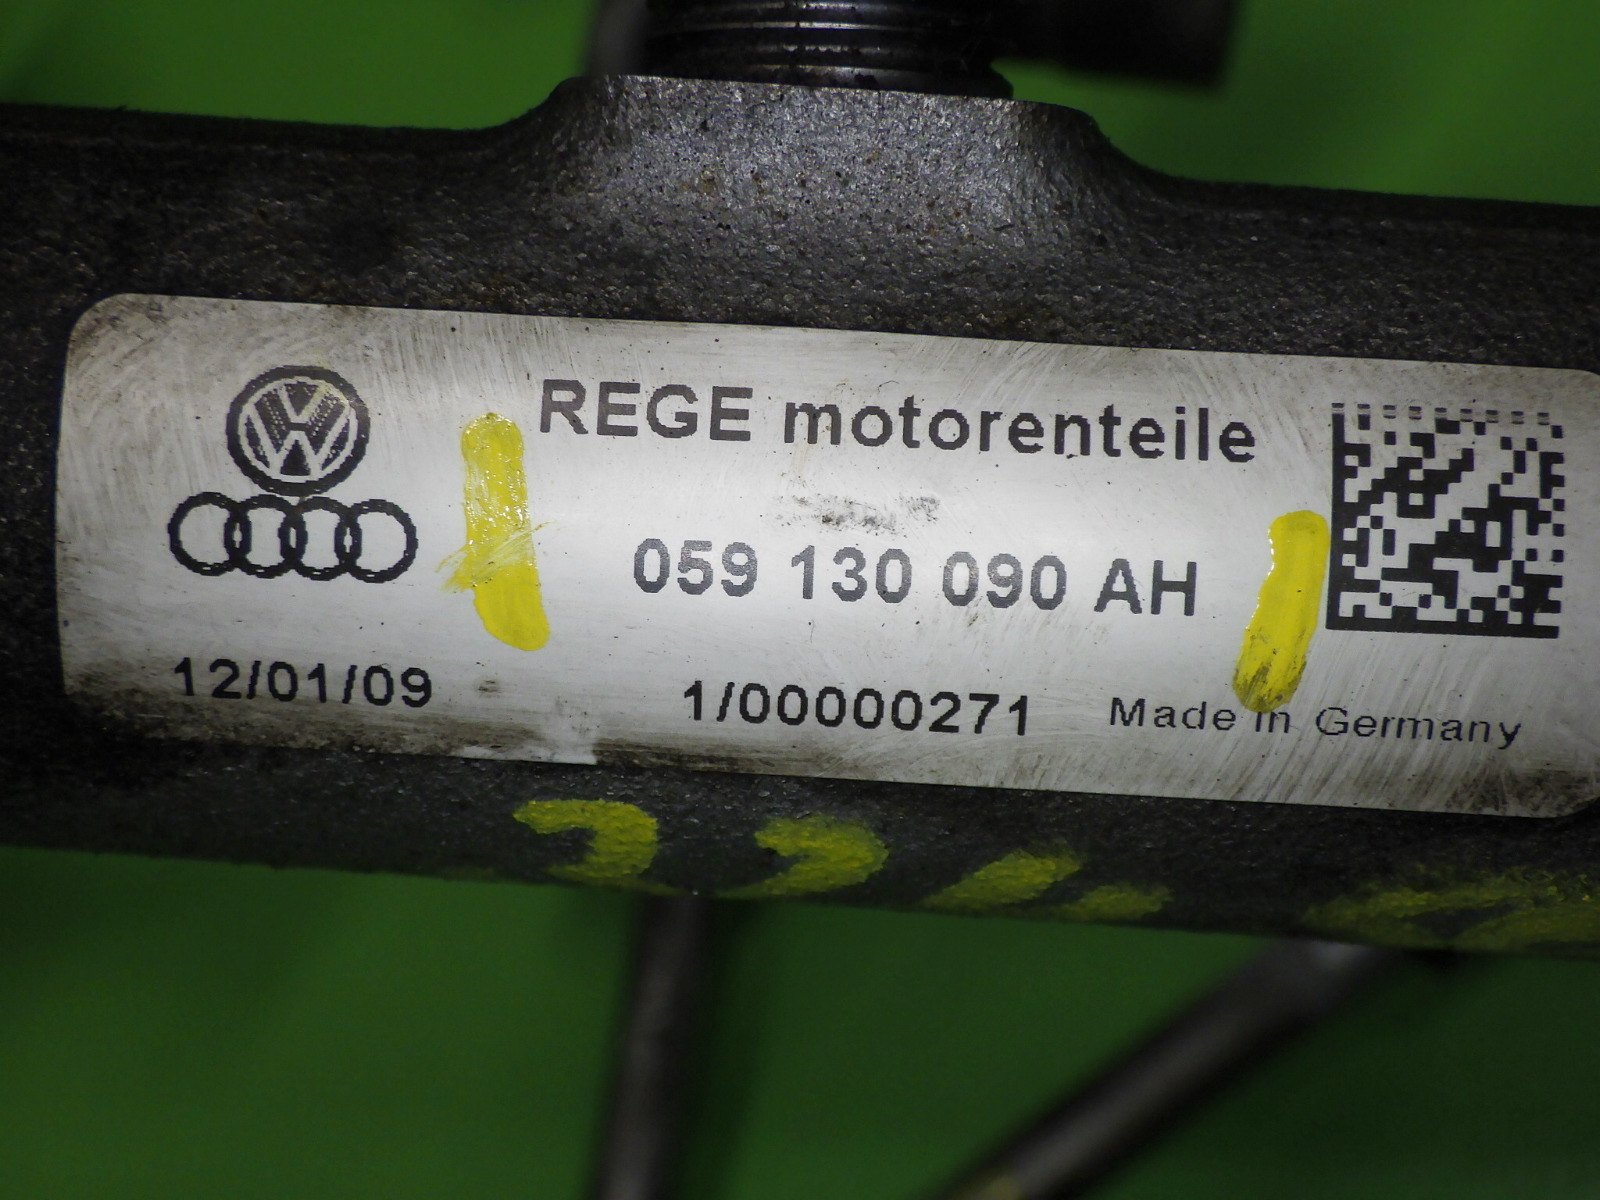 REGE motorenteile
059 130 090 AH
12/01/09
1/00000271
Made in Germany